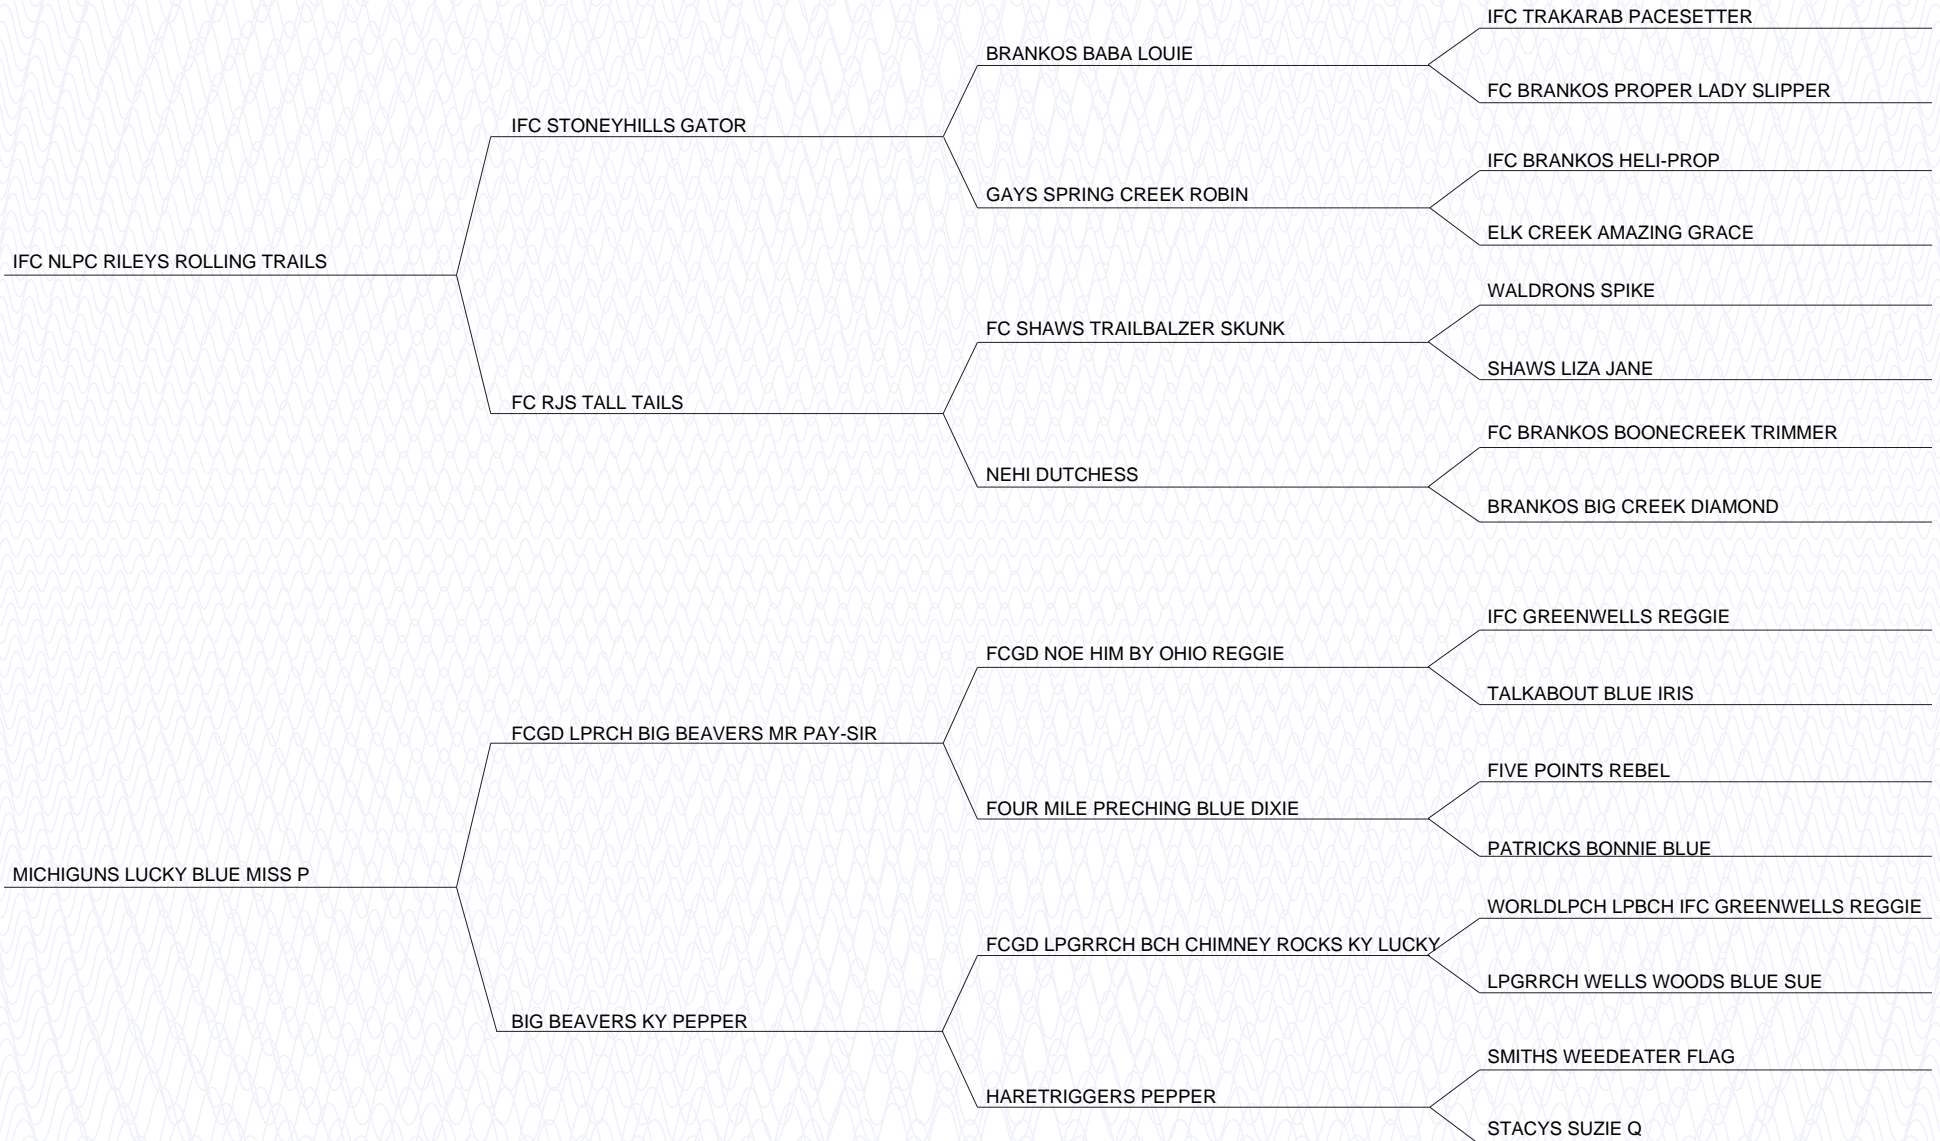 IFC TRAKARAB PACESETTER
BRANKOS BABA LOUIE
FC BRANKOS PROPER LADY SLIPPER
IFC STONEYHILLS GATOR
IFC BRANKOS HELI-PROP
GAYS SPRING CREEK ROBIN
ELK CREEK AMAZING GRACE
IFC NLPC RILEYS ROLLING TRAILS
WALDRONS SPIKE
FC SHAWS TRAILBALZER SKUNK
SHAWS LIZA JANE
FC RJS TALL TAILS
FC BRANKOS BOONECREEK TRIMMER
NEHI DUTCHESS
BRANKOS BIG CREEK DIAMOND
IFC GREENWELLS REGGIE
FCGD NOE HIM BY OHIO REGGIE
TALKABOUT BLUE IRIS
FCGD LPRCH BIG BEAVERS MR PAY-SIR
FIVE POINTS REBEL
FOUR MILE PRECHING BLUE DIXIE
PATRICKS BONNIE BLUE
MICHIGUNS LUCKY BLUE MISS P
WORLDLPCH LPBCH IFC GREENWELLS REGGIE
FCGD LPGRRCH BCH CHIMNEY ROCKS KY LUCKY
LPGRRCH WELLS WOODS BLUE SUE
BIG BEAVERS KY PEPPER
SMITHS WEEDEATER FLAG
HARETRIGGERS PEPPER
STACYS SUZIE Q